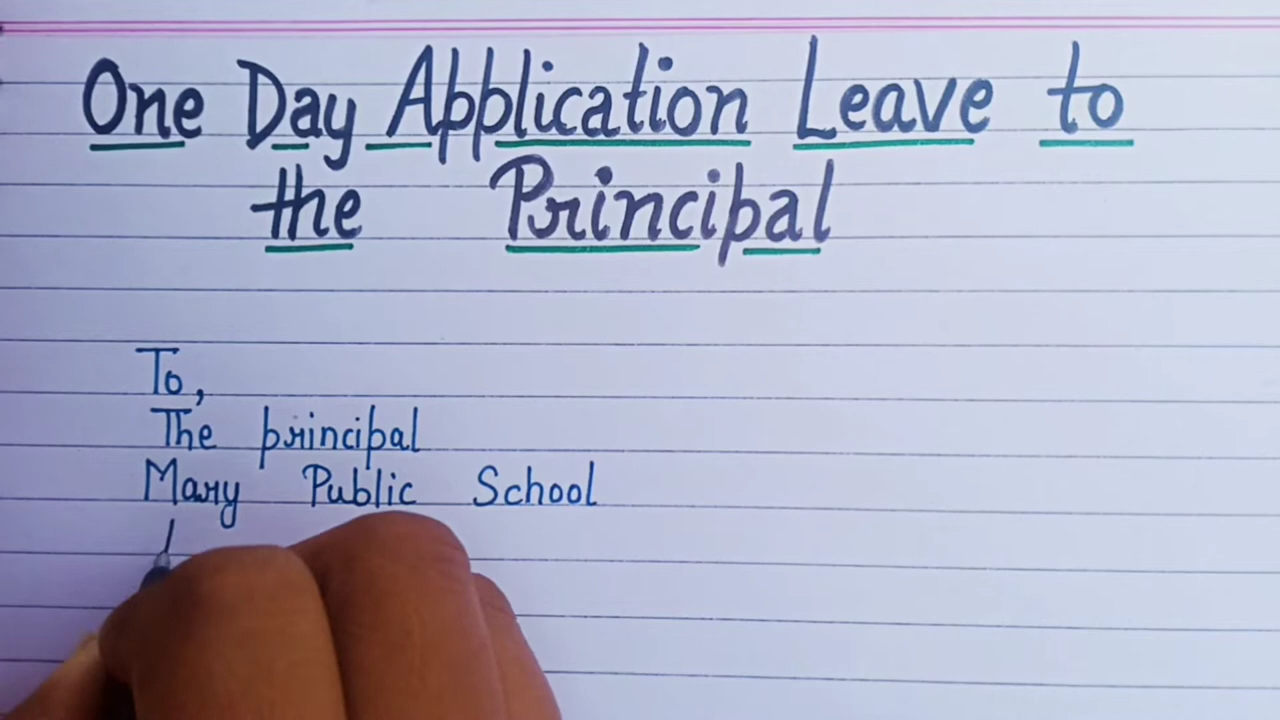 One Day Application Leave to
the Principal
To,
The principal
Mary Public School